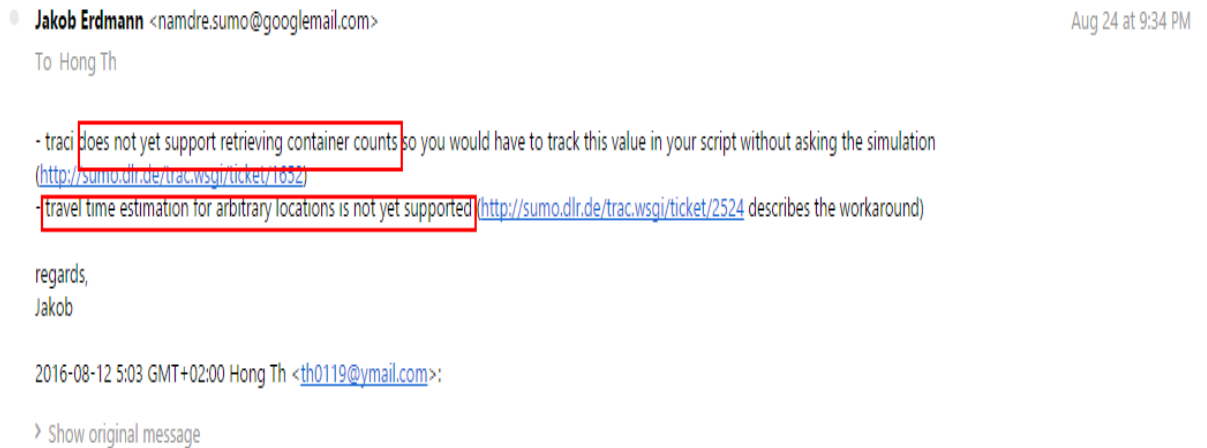 Jakob Erdmann <namdre.sumo@googlemail.com>
Aug 24 at 9:34 PM
To Hong Th
- traci does not yet support retrieving container counts so you would have to track this value in your script without asking the simulation
(http://sumo.dlr.de/trac.wsgi/ticket/1652)
- travel time estimation for arbitrary locations is not yet supported (http://sumo.dlr.de/trac.wsgi/ticket/2524 describes the workaround)
regards,
Jakob
2016-08-12 5:03 GMT+02:00 Hong Th <th0119@ymail.com>:
> Show original message